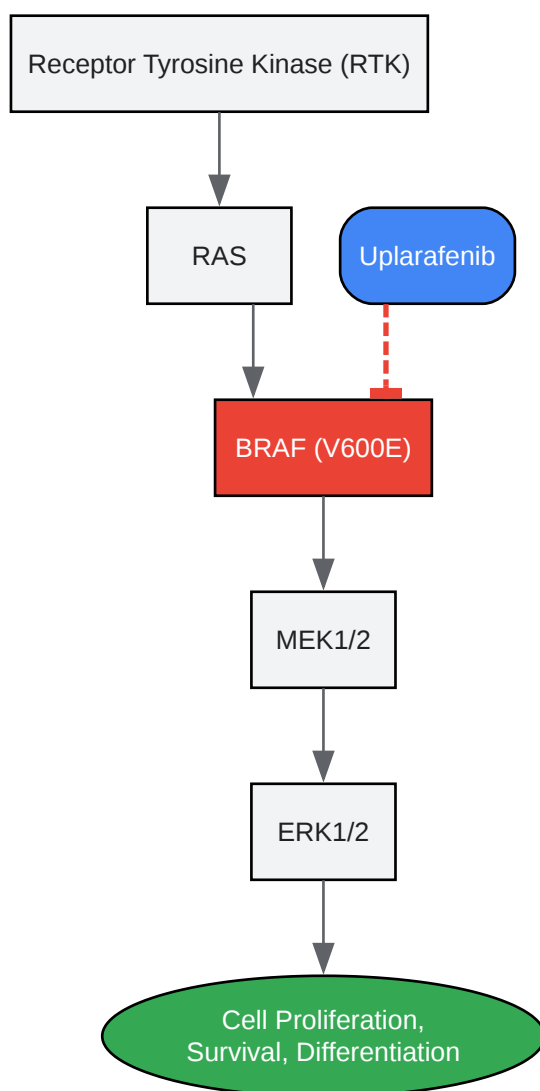 Receptor Tyrosine Kinase (RTK)
RAS
Uplarafenib
BRAF (V600E)
MEK1/2
ERK1/2
Cell Proliferation,
Survival, Differentiation